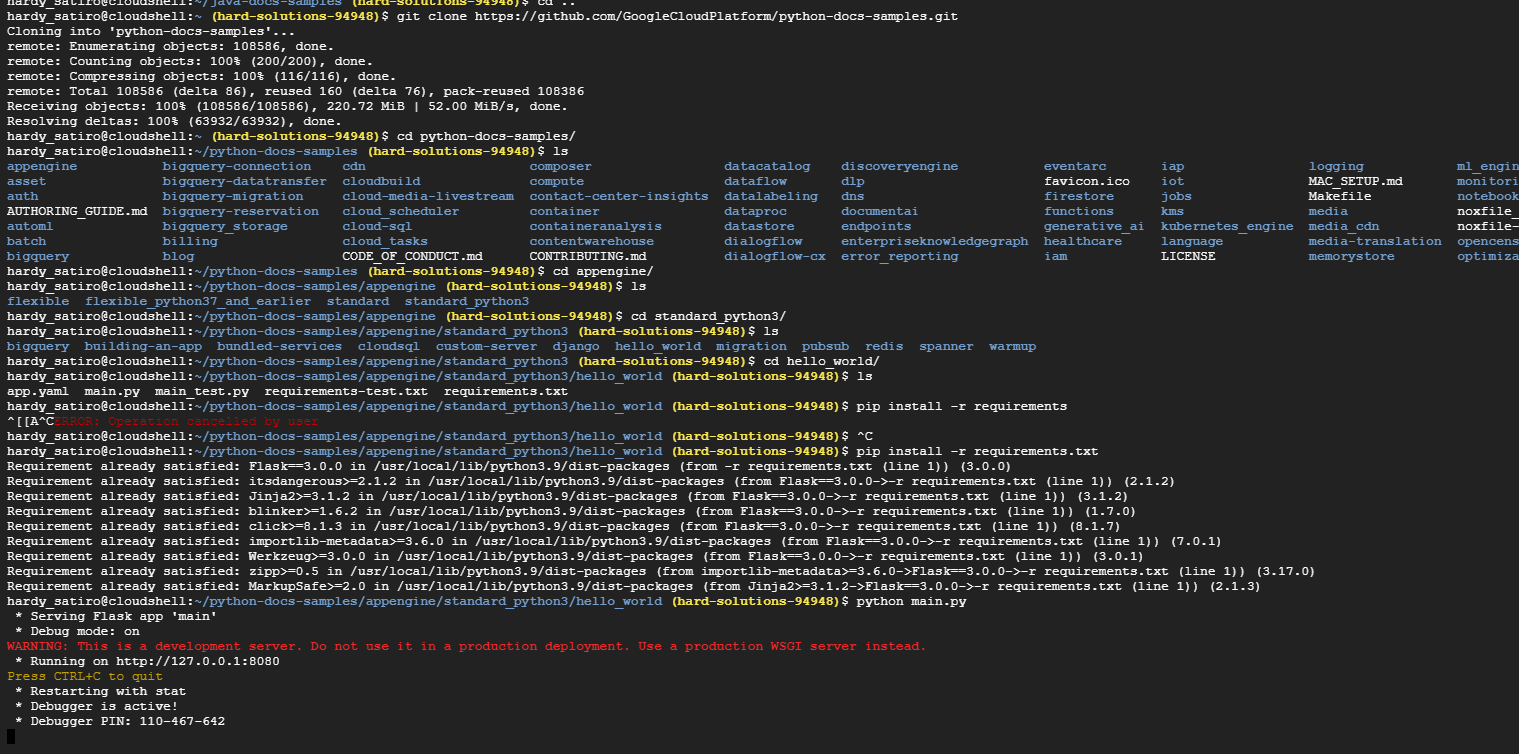 hardy_satiro@cloudshell:~/java-docs-samples (hard-solutions-94948)$ cd ..
hardy_satiro@cloudshell:~ (hard-solutions-94948)$ git clone https://github.com/GoogleCloudPlatform/python-docs-samples.git
Cloning into 'python-docs-samples'...
remote: Enumerating objects: 108586, done.
remote: Counting objects: 100% (200/200), done.
remote: Compressing objects: 100% (116/116), done.
remote: Total 108586 (delta 86), reused 160 (delta 76), pack-reused 108386
Receiving objects: 100% (108586/108586), 220.72 MiB | 52.00 MiB/s, done.
Resolving deltas: 100% (63932/63932), done.
hardy_satiro@cloudshell:~ (hard-solutions-94948)$ cd python-docs-samples/
hardy_satiro@cloudshell:~/python-docs-samples (hard-solutions-94948)$ ls
appengine bigquery-connection cdn composer datacatalog discoveryengine eventarc iap logging ml_engin
asset bigquery-datatransfer cloudbuild compute dataflow dlp favicon.ico iot MAC_SETUP.md monitori
auth bigquery-migration cloud-media-livestream contact-center-insights datalabeling dns firestore jobs Makefile notebook
AUTHORING_GUIDE.md bigquery-reservation cloud_scheduler container dataproc documentai functions kms media noxfile_
automl bigquery_storage cloud-sql containeranalysis datastore endpoints generative_ai kubernetes_engine media_cdn noxfile-
batch billing cloud_tasks contentwarehouse dialogflow enterpriseknowledgegraph healthcare language media-translation opencens
bigquery blog CODE_OF_CONDUCT.md CONTRIBUTING.md dialogflow-cx error_reporting iam LICENSE memorystore optimiza
hardy_satiro@cloudshell:~/python-docs-samples (hard-solutions-94948)$ cd appengine/
hardy_satiro@cloudshell:~/python-docs-samples/appengine (hard-solutions-94948)$ ls
flexible flexible_python37_and_earlier standard standard_python3
hardy_satiro@cloudshell:~/python-docs-samples/appengine (hard-solutions-94948)$ cd standard_python3/
hardy_satiro@cloudshell:~/python-docs-samples/appengine/standard_python3 (hard-solutions-94948)$ ls
bigquery building-an-app bundled-services cloudsql custom-server django hello_world migration pubsub redis spanner warmup
hardy_satiro@cloudshell:~/python-docs-samples/appengine/standard_python3 (hard-solutions-94948)$ cd hello_world/
hardy_satiro@cloudshell:~/python-docs-samples/appengine/standard_python3/hello_world (hard-solutions-94948)$ ls
app.yaml main.py main_test.py requirements-test.txt requirements.txt
hardy_satiro@cloudshell:~/python-docs-samples/appengine/standard_python3/hello_world (hard-solutions-94948)$ pip install -r requirements
^[[A^CERROR: Operation cancelled by user
hardy_satiro@cloudshell:~/python-docs-samples/appengine/standard_python3/hello_world (hard-solutions-94948)$ ^C
hardy_satiro@cloudshell:~/python-docs-samples/appengine/standard_python3/hello_world (hard-solutions-94948)$ pip install -r requirements.txt
Requirement already satisfied: Flask==3.0.0 in /usr/local/lib/python3.9/dist-packages (from -r requirements.txt (line 1)) (3.0.0)
Requirement already satisfied: itsdangerous>=2.1.2 in /usr/local/lib/python3.9/dist-packages (from Flask==3.0.0->-r requirements.txt (line 1)) (2.1.2)
Requirement already satisfied: Jinja2>=3.1.2 in /usr/local/lib/python3.9/dist-packages (from Flask==3.0.0->-r requirements.txt (line 1)) (3.1.2)
Requirement already satisfied: blinker>=1.6.2 in /usr/local/lib/python3.9/dist-packages (from Flask==3.0.0->-r requirements.txt (line 1)) (1.7.0)
Requirement already satisfied: click>=8.1.3 in /usr/local/lib/python3.9/dist-packages (from Flask==3.0.0->-r requirements.txt (line 1)) (8.1.7)
Requirement already satisfied: importlib-metadata>=3.6.0 in /usr/local/lib/python3.9/dist-packages (from Flask==3.0.0->-r requirements.txt (line 1)) (7.0.1)
Requirement already satisfied: Werkzeug>=3.0.0 in /usr/local/lib/python3.9/dist-packages (from Flask==3.0.0->-r requirements.txt (line 1)) (3.0.1)
Requirement already satisfied: zipp>=0.5 in /usr/local/lib/python3.9/dist-packages (from importlib-metadata>=3.6.0->Flask==3.0.0->-r requirements.txt (line 1)) (3.17.0)
Requirement already satisfied: MarkupSafe>=2.0 in /usr/local/lib/python3.9/dist-packages (from Jinja2>=3.1.2->Flask==3.0.0->-r requirements.txt (line 1)) (2.1.3)
hardy_satiro@cloudshell:~/python-docs-samples/appengine/standard_python3/hello_world (hard-solutions-94948)$ python main.py
 * Serving Flask app 'main'
 * Debug mode: on
WARNING: This is a development server. Do not use it in a production deployment. Use a production WSGI server instead.
 * Running on http://127.0.0.1:8080
Press CTRL+C to quit
 * Restarting with stat
 * Debugger is active!
 * Debugger PIN: 110-467-642